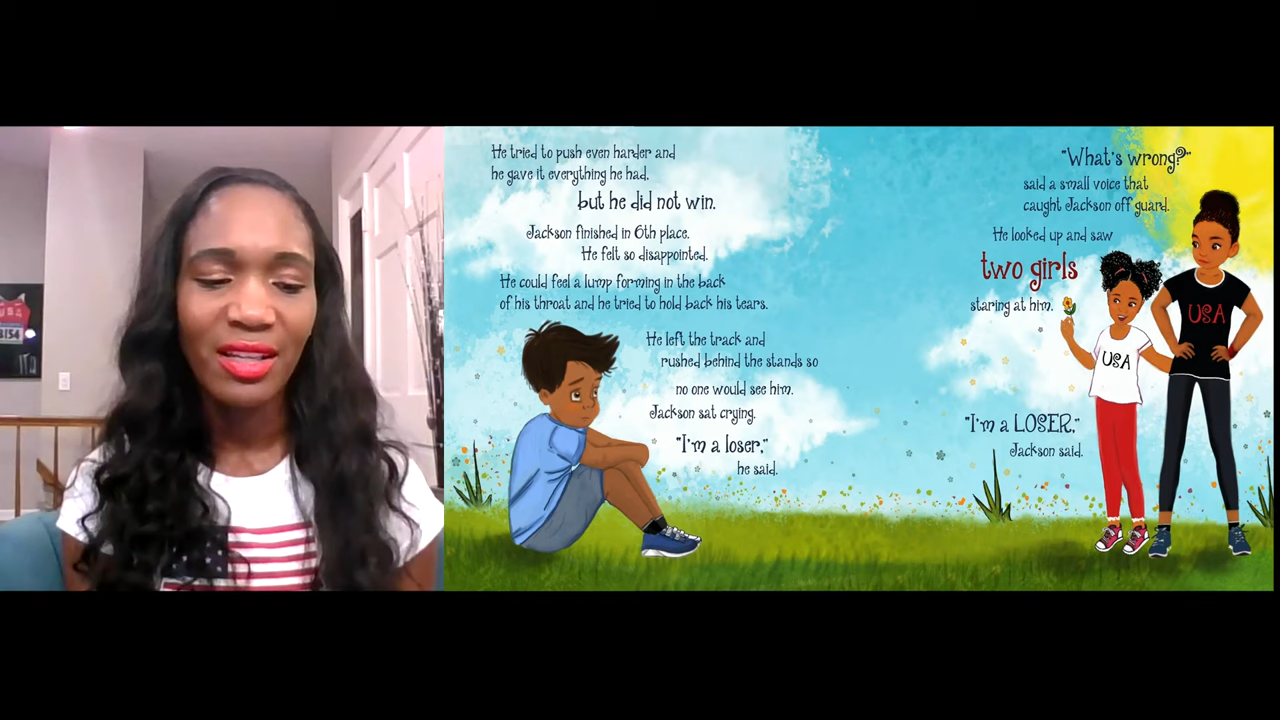 He tried to push even harder and
he gave it everything he had,
but he did not win.
Jackson finished in 6th place.
He felt so disappointed.
He could feel a lump forming in the back
of his throat and he tried to hold back his tears.
He left the track and
rushed behind the stands so
no one would see him.
Jackson sat crying.
"I'm a loser,"
he said.
"What's wrong?"
said a small voice that
caught Jackson off guard.
He looked up and saw
two girls
staring at him.
"I'm a LOSER,"
Jackson said.
USA
USA
USA
8154